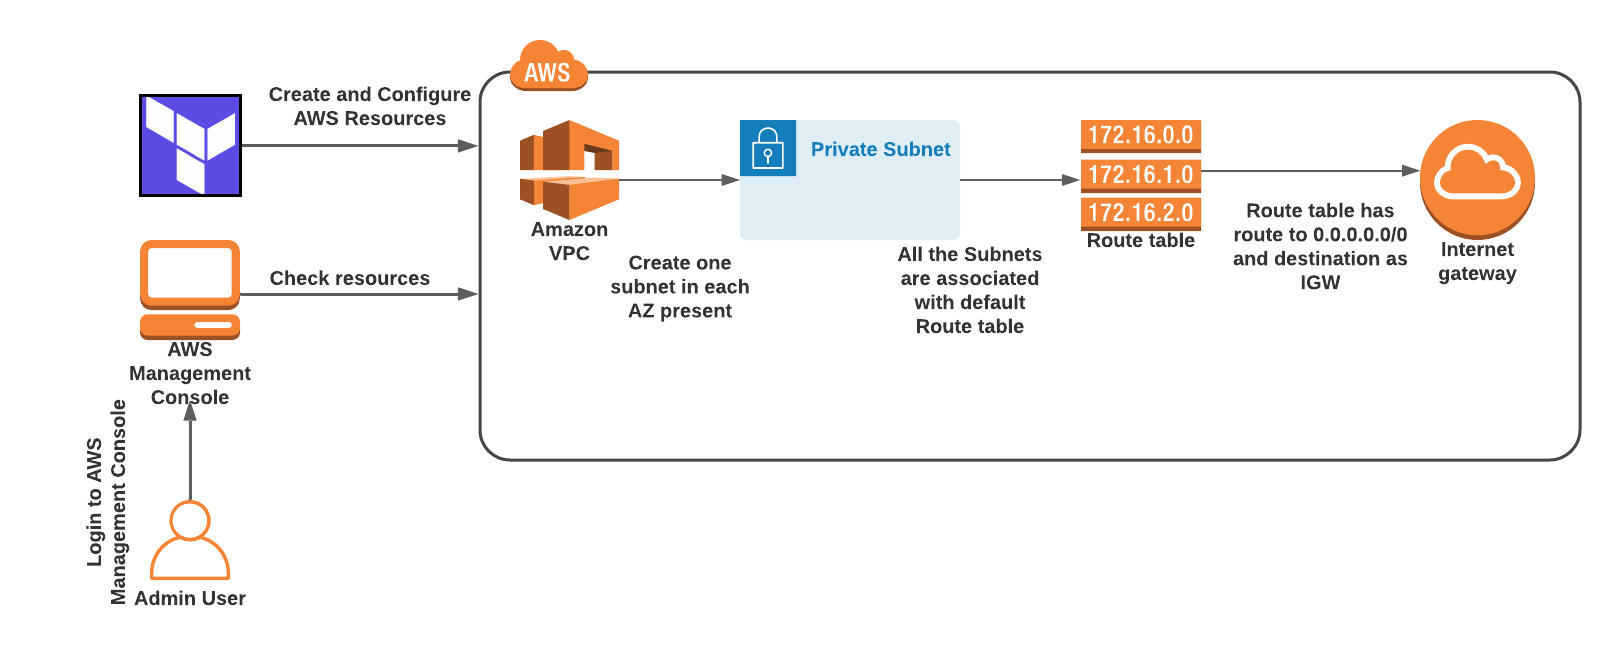 AWS
Create and Configure
AWS Resources
172.16.0.0
172.16.1.0
172.16.2.0
Private Subnet
Amazon
VPC
Create one
subnet in each
AZ present
All the Subnets
are associated
with default
Route table
Route table
Route table has
route to 0.0.0.0.0/0
and destination as
IGW
Internet
gateway
Check resources
AWS
Management
Console
Login to AWS
Management Console
Admin User